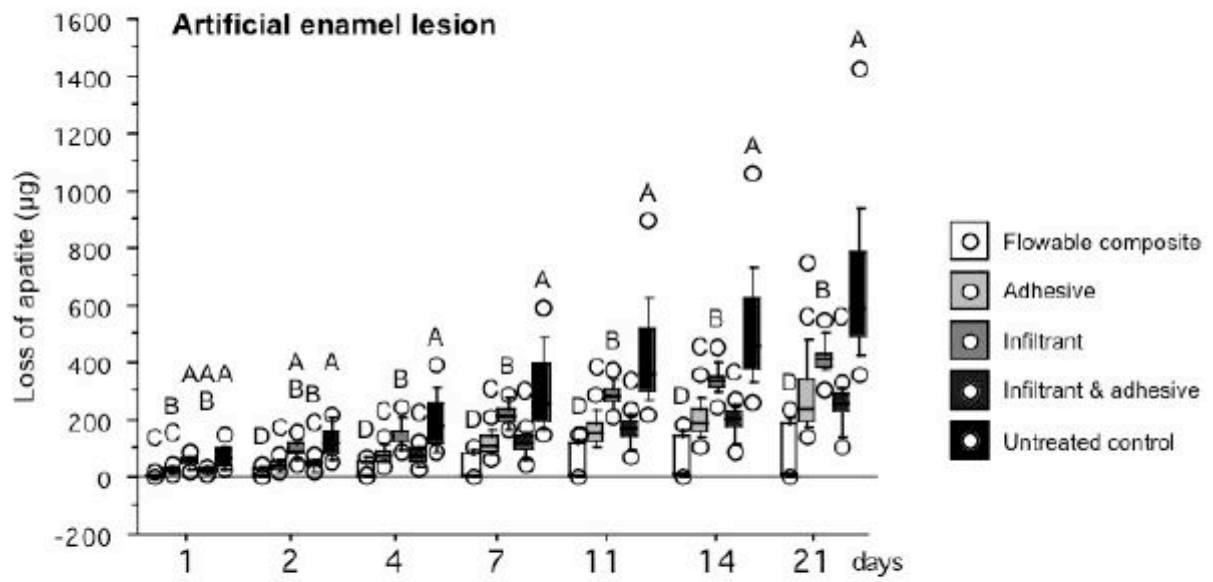 Artificial enamel lesion
1600
1400
1200
1000
800
600
400
200
0
-200
Loss of apatite (µg)
C B C A A B A
D C A B B C A
D C B C A
D C B C A
D C B C A
D C B C A
D C B C A
1 2 4 7 11 14 21 days
Flowable composite
Adhesive
Infiltrant
Infiltrant & adhesive
Untreated control